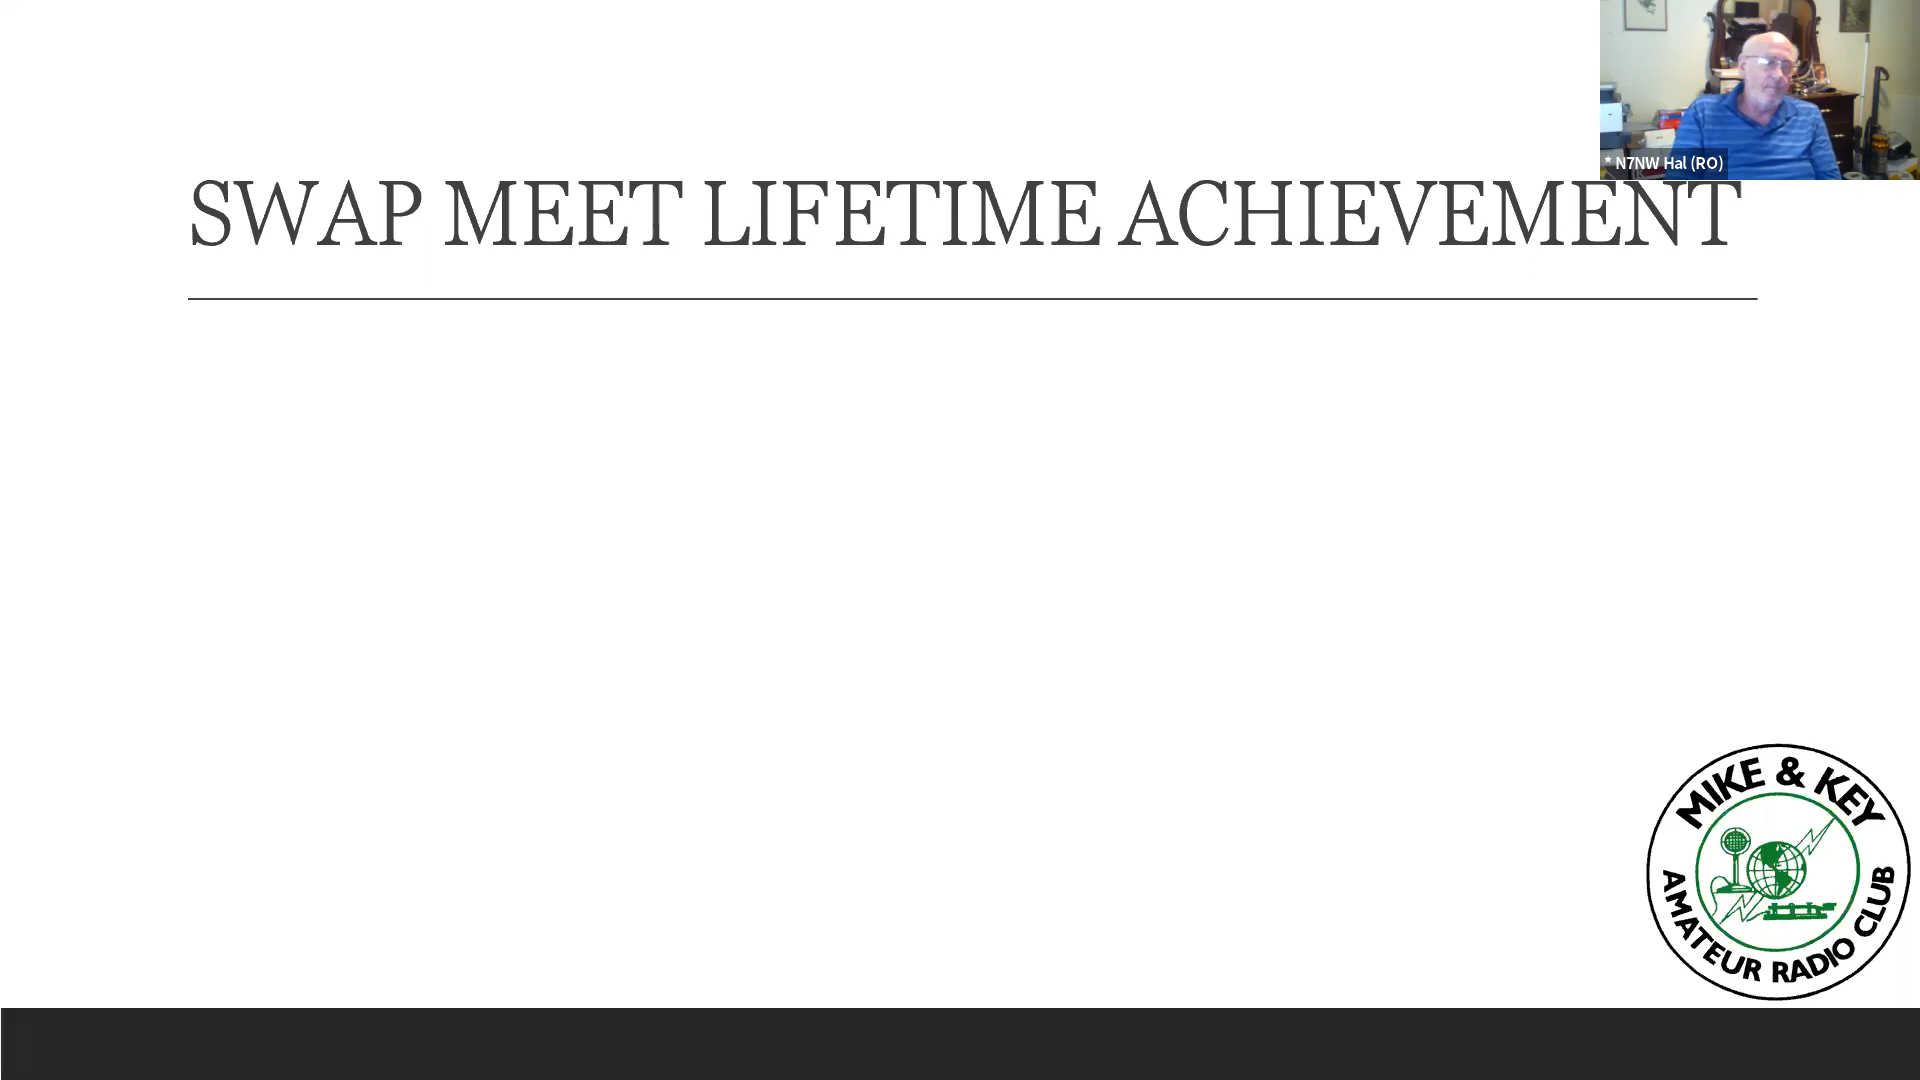 * N7NW Hal (RO)
SWAP MEET LIFETIME ACHIEVEMENT
MIKE & KEY
AMATEUR RADIO CLUB